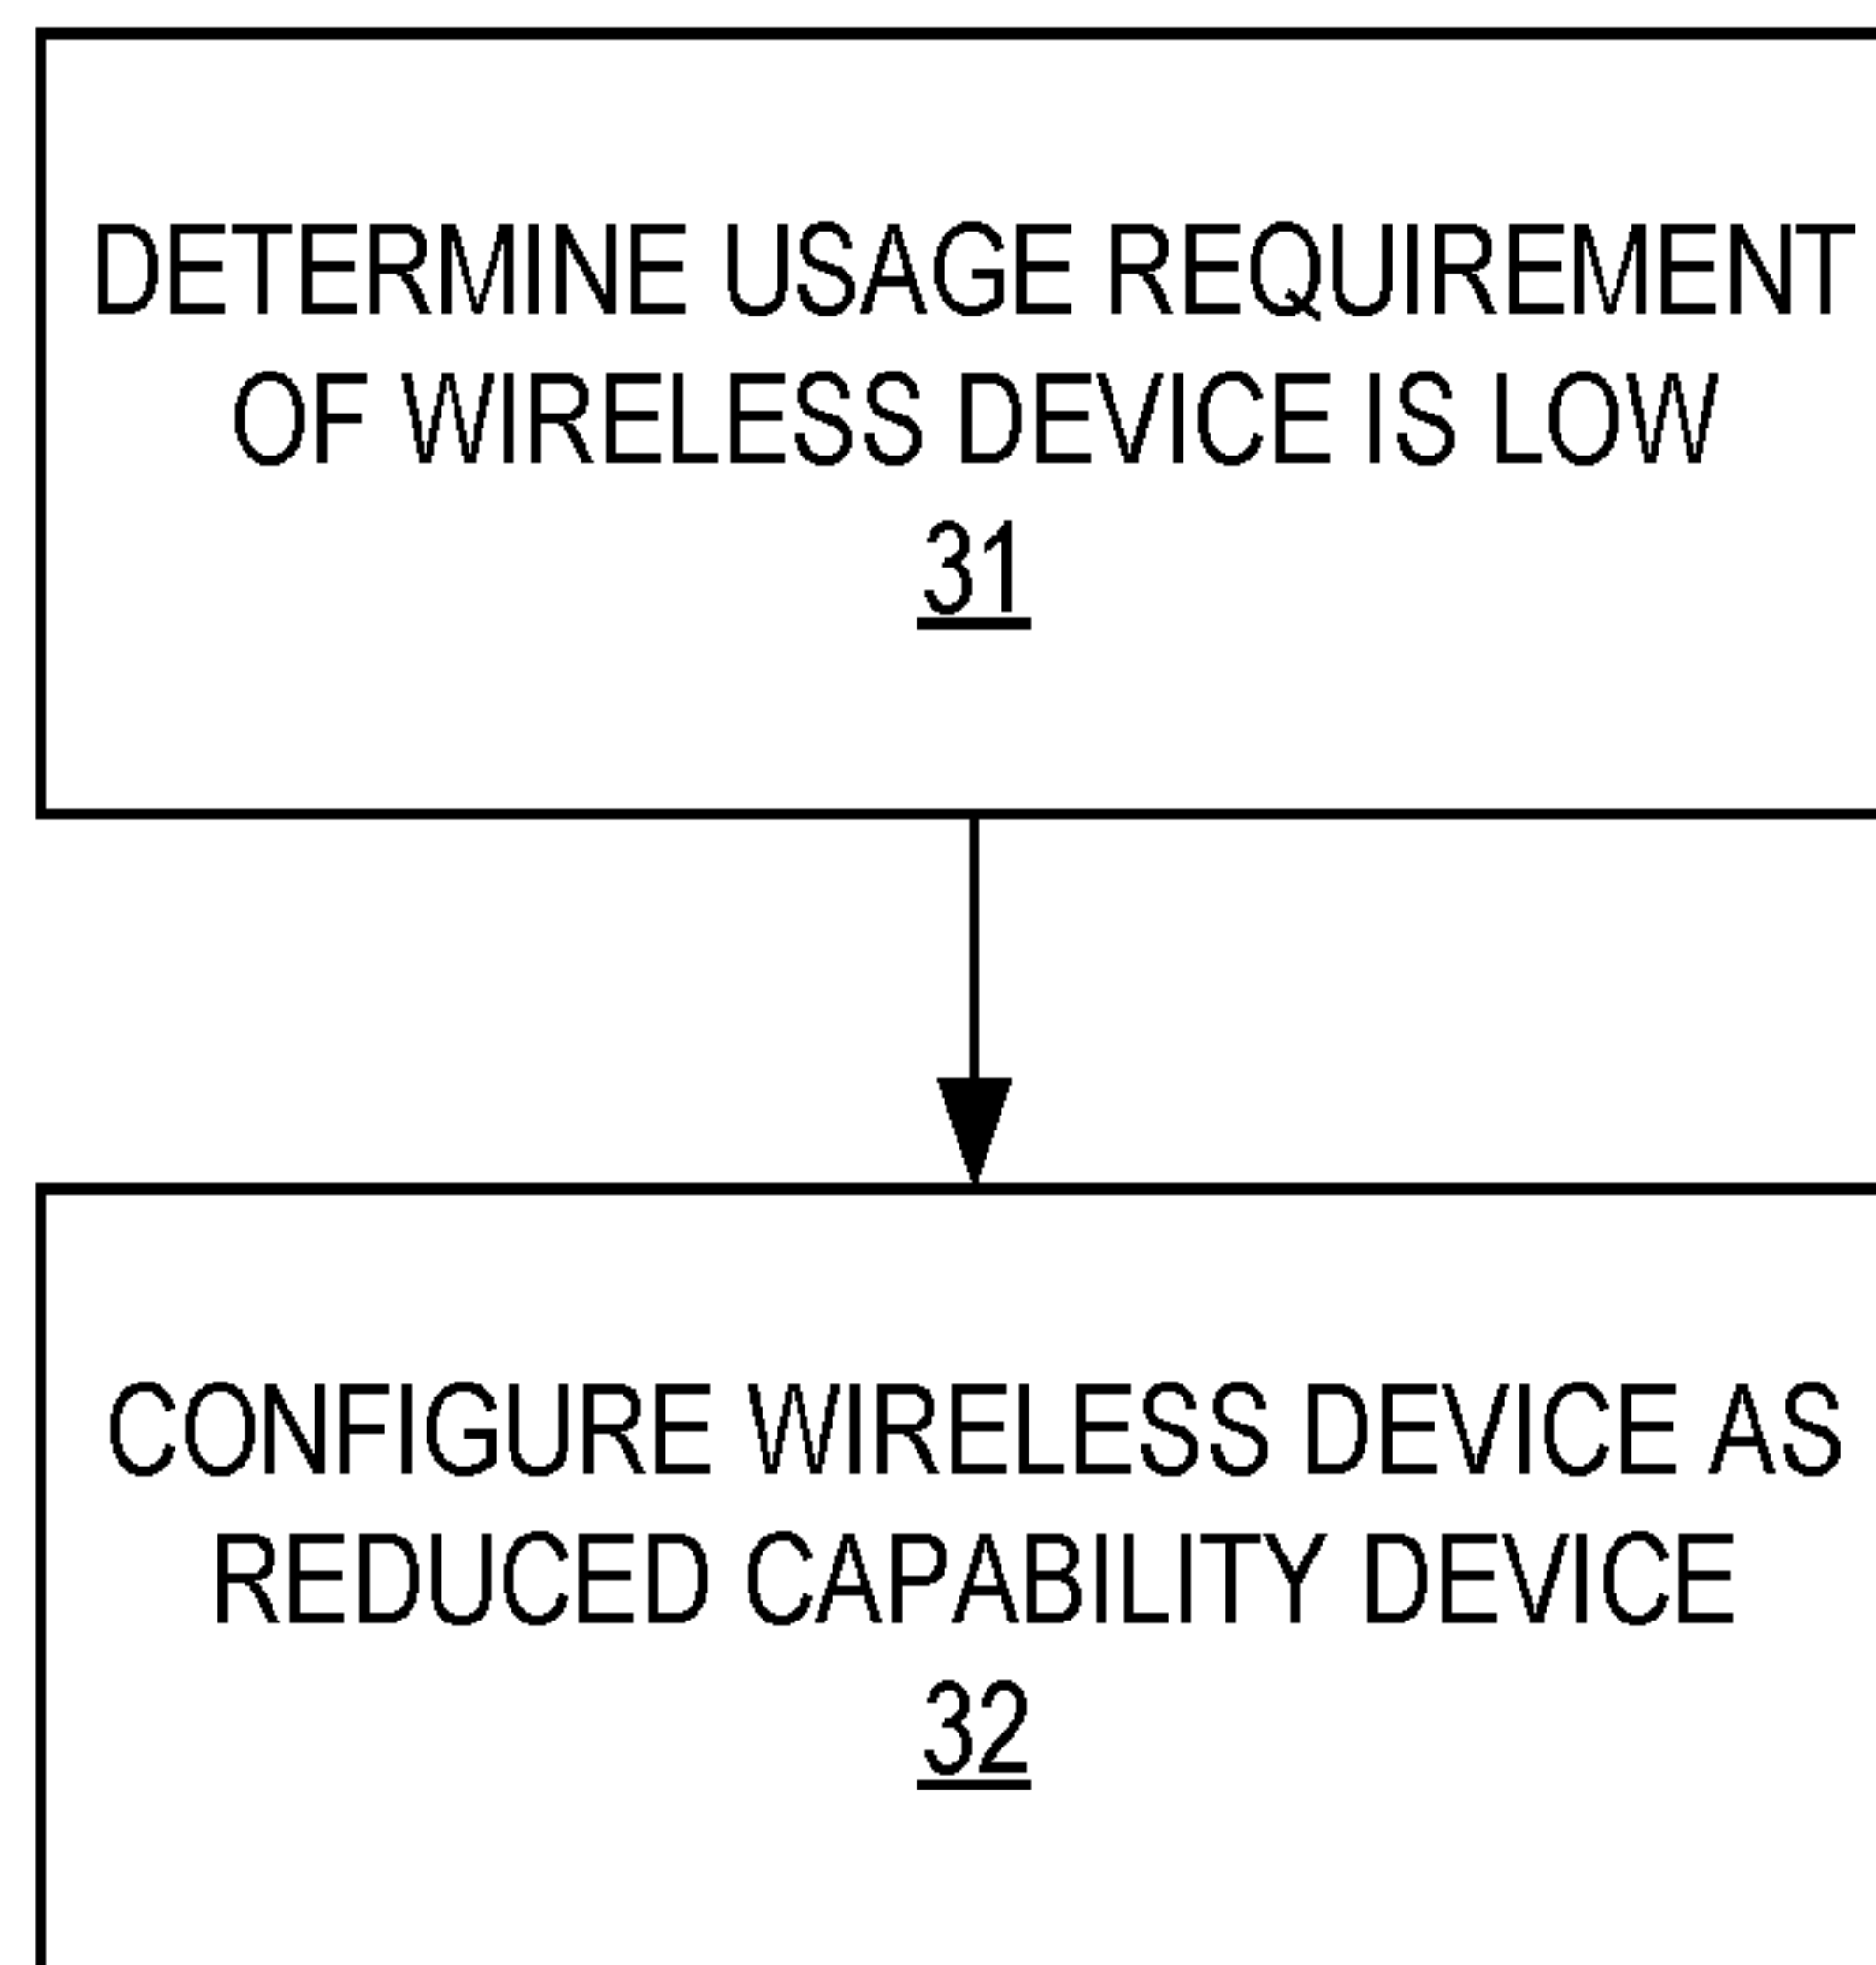 DETERMINE USAGE REQUIREMENT
OF WIRELESS DEVICE IS LOW
31
CONFIGURE WIRELESS DEVICE AS
REDUCED CAPABILITY DEVICE
32